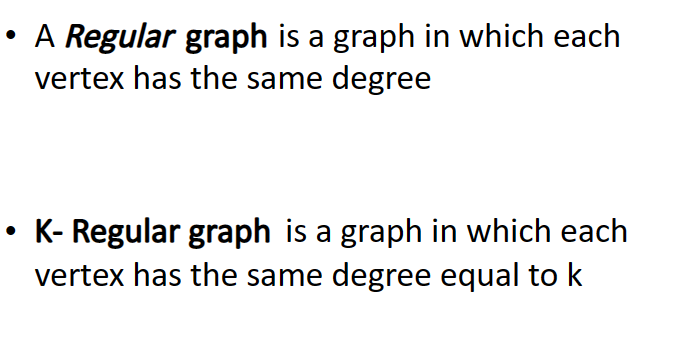 • A Regular graph is a graph in which each
vertex has the same degree
• K- Regular graph is a graph in which each
vertex has the same degree equal to k